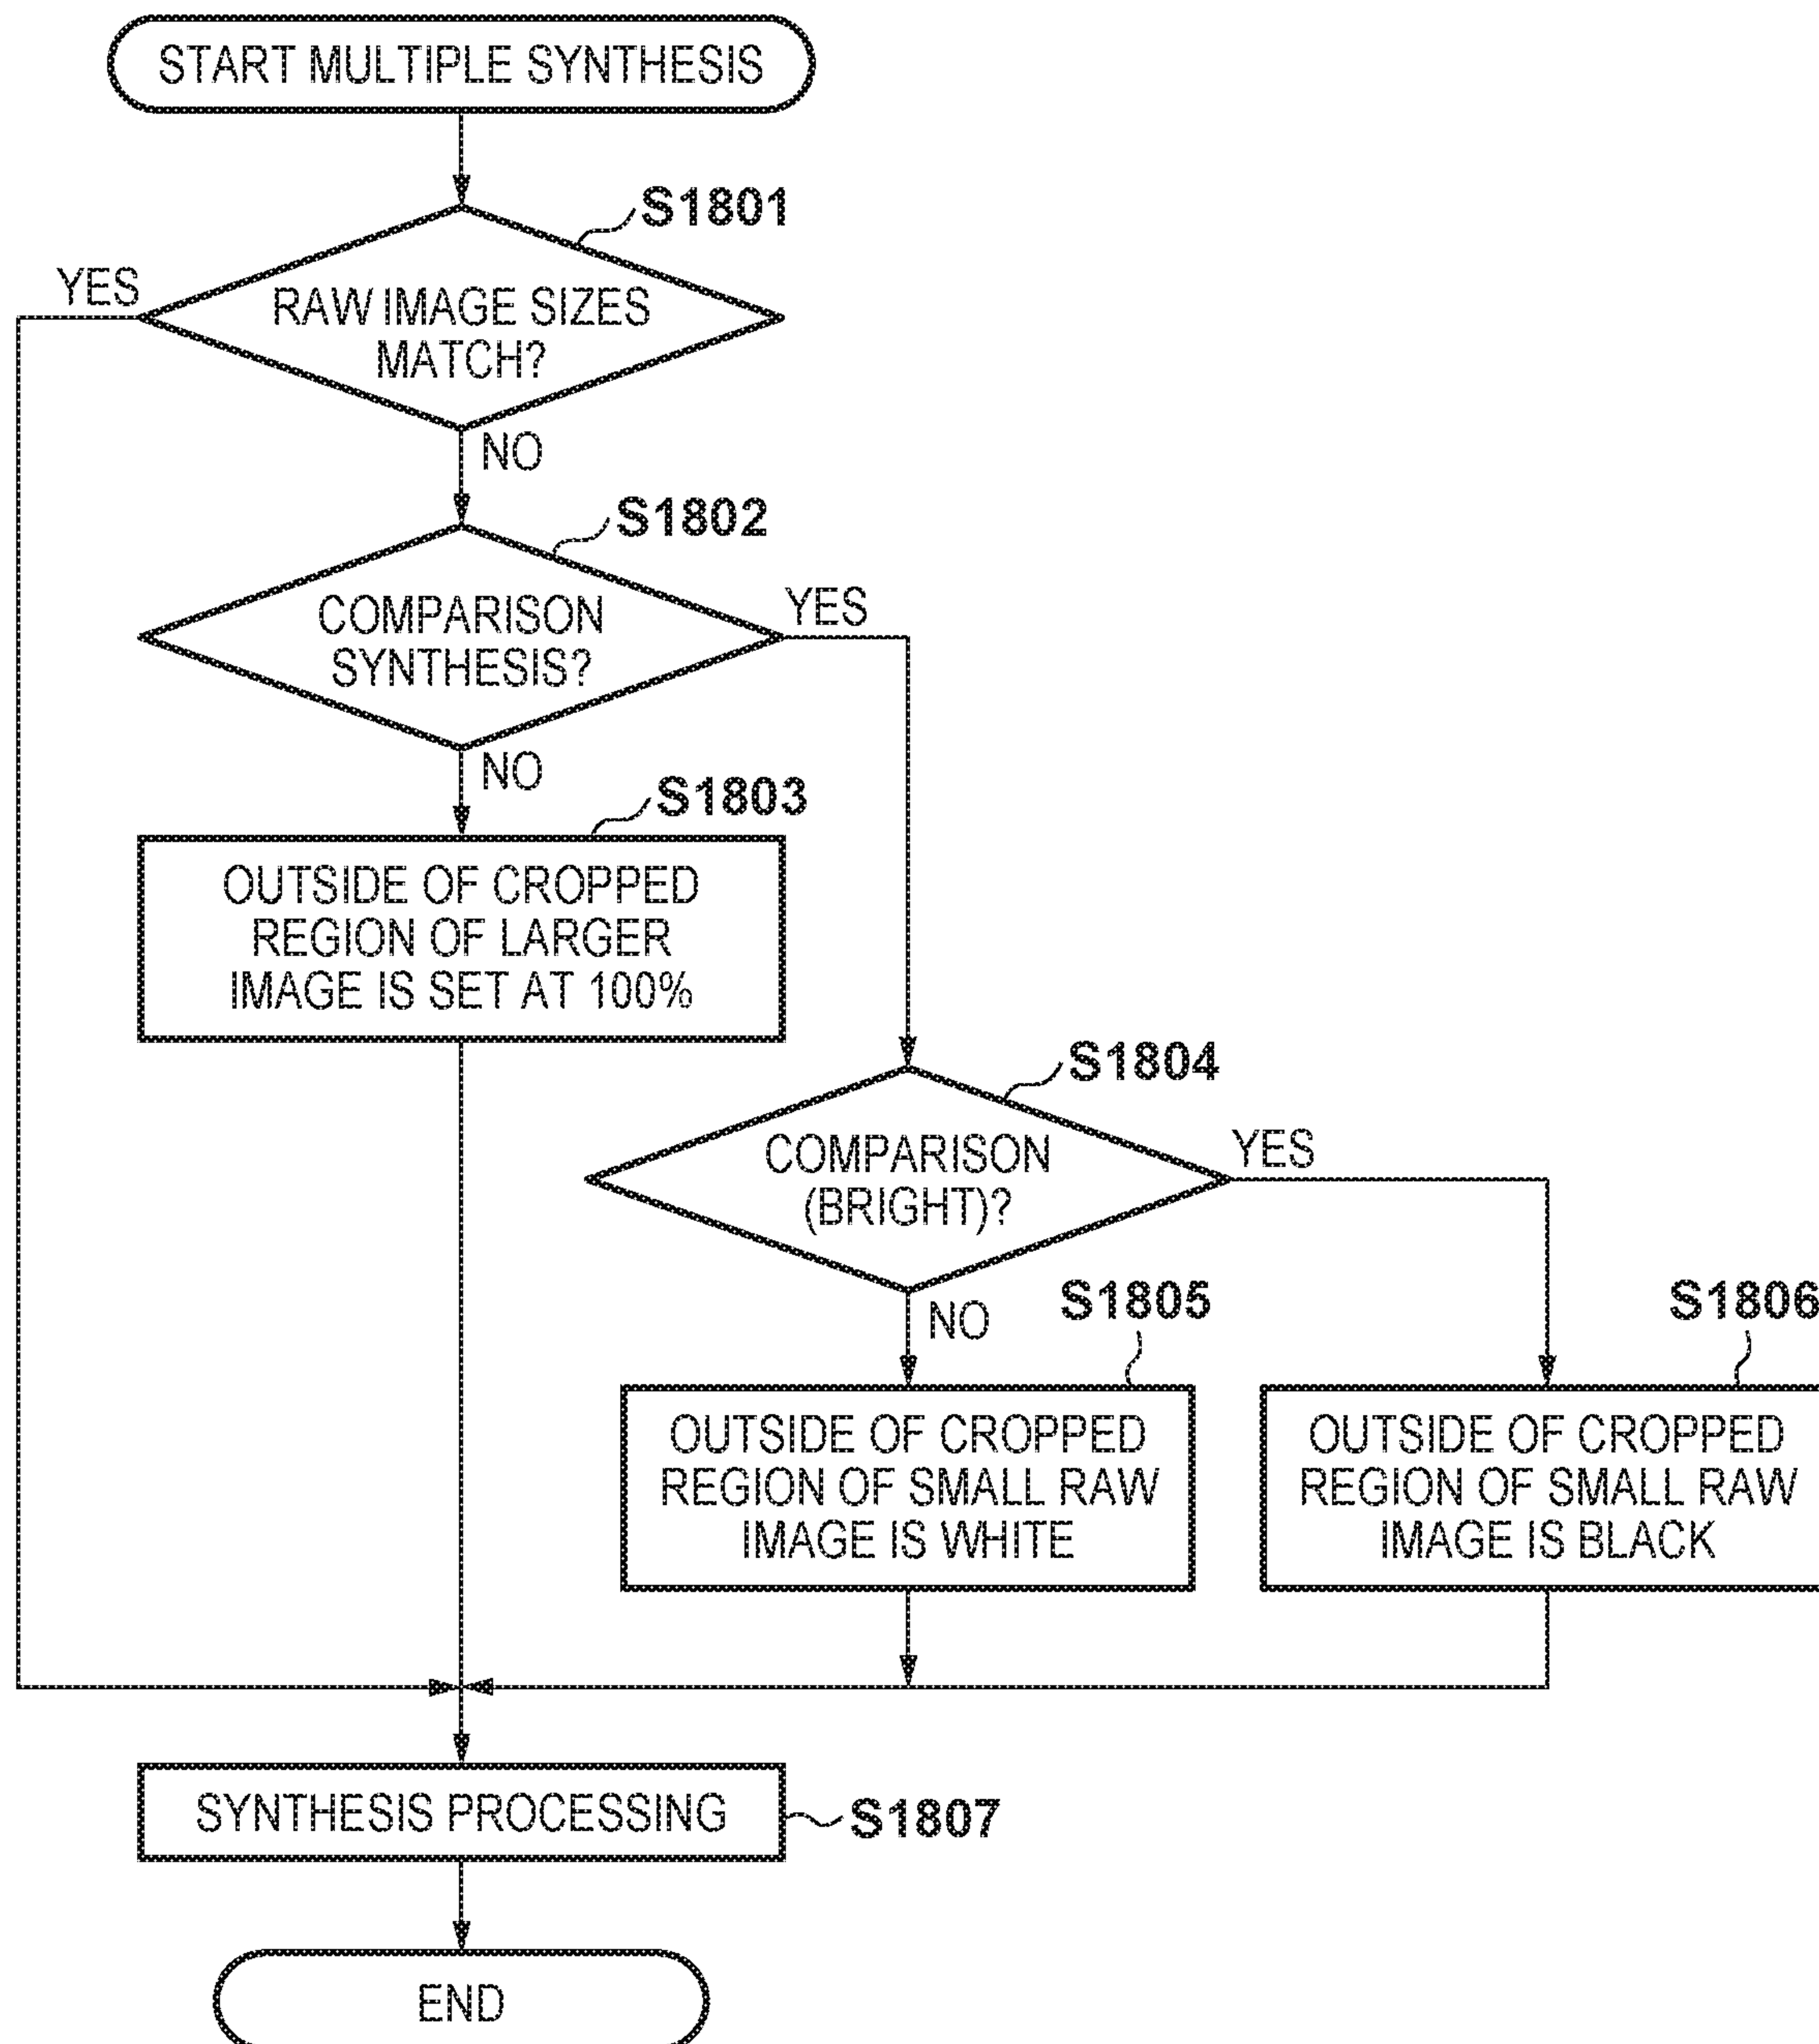 START MULTIPLE SYNTHESIS
S1801
YES
RAW IMAGE SIZES
MATCH?
NO
S1802
COMPARISON
SYNTHESIS?
YES
NO
S1803
OUTSIDE OF CROPPED
REGION OF LARGER
IMAGE IS SET AT 100%
S1804
COMPARISON
(BRIGHT)?
YES
NO
S1805
S1806
OUTSIDE OF CROPPED
REGION OF SMALL RAW
IMAGE IS WHITE
OUTSIDE OF CROPPED
REGION OF SMALL RAW
IMAGE IS BLACK
SYNTHESIS PROCESSING
S1807
END